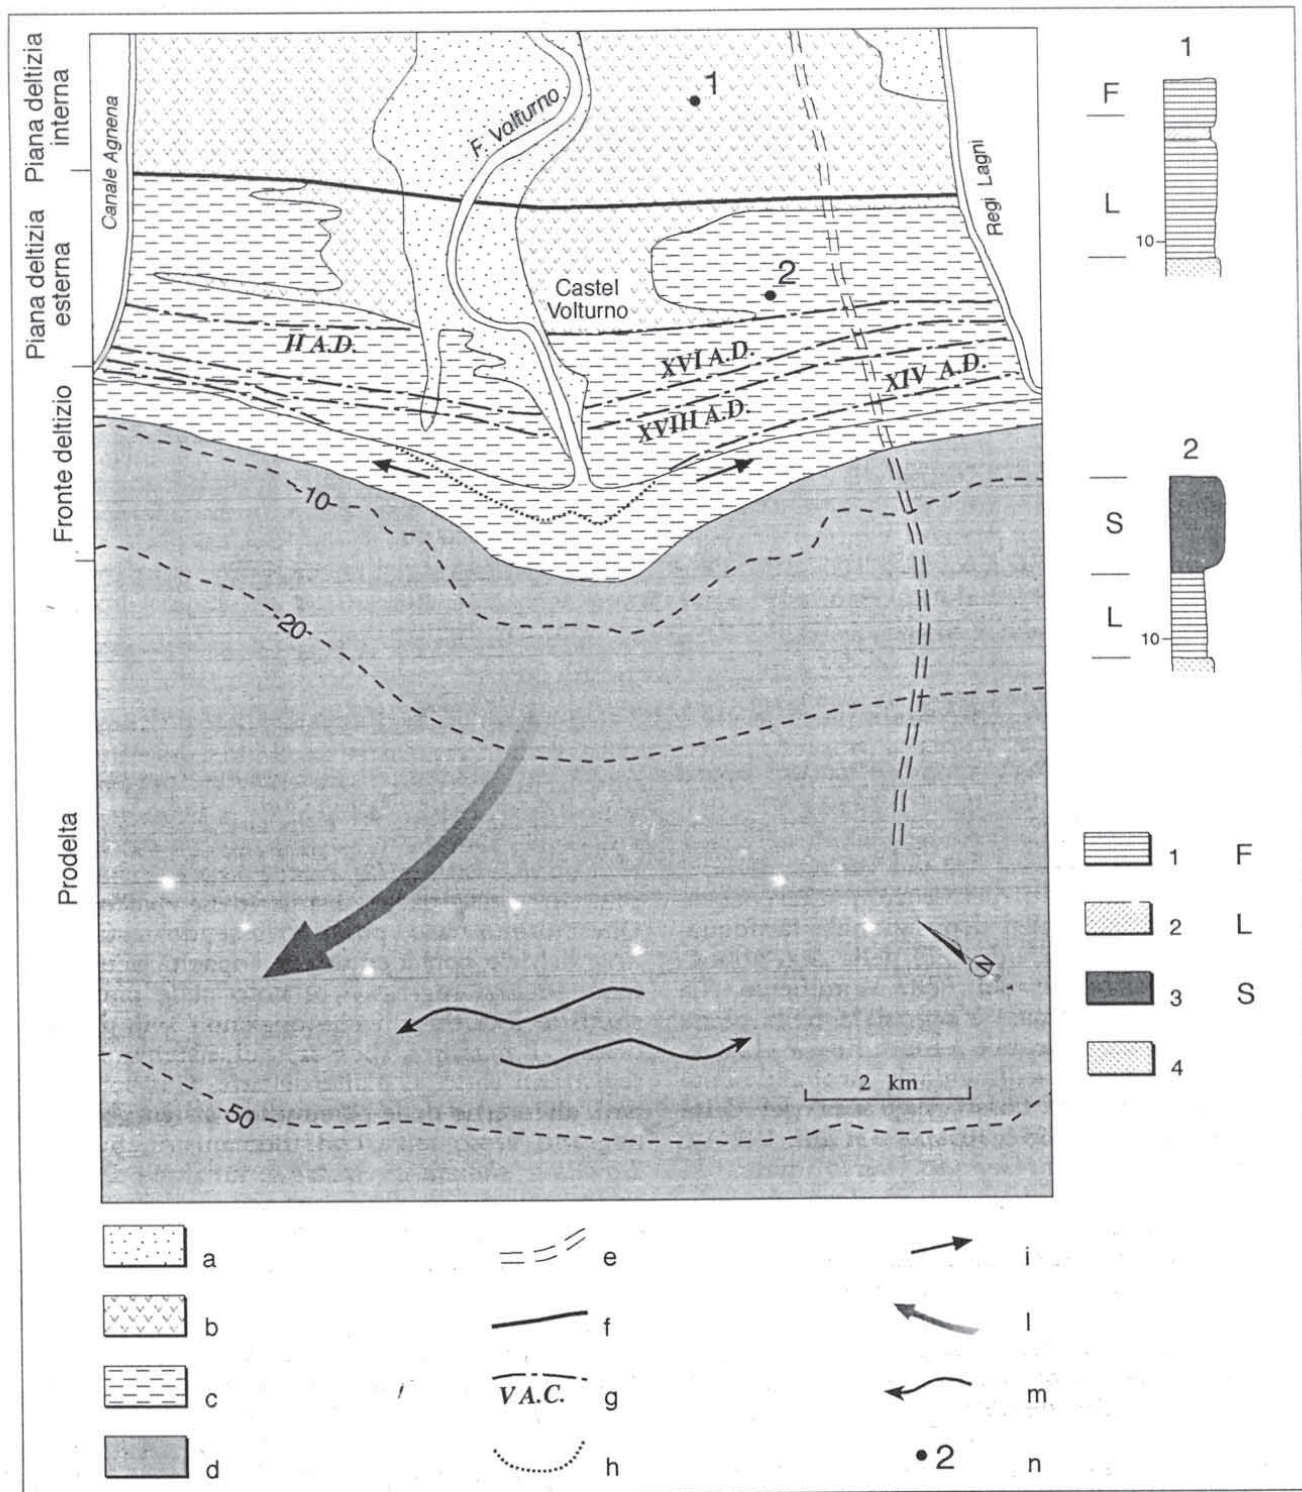 Piana deltizia
interna
Piana deltizia
esterna
Fronte deltizio
Prodelta
Canale Agnena
F. Volturno
1
Regi Lagni
Castel
Volturno
2
II A.D.
XVI A.D.
XVIII A.D.
XIV A.D.
-10-
-20-
-50-
N
2 km
1
F
L
10
2
S
L
10
1 F
2 L
3 S
4
a
b
c
d
e
f
V A.C. g
h
i
l
m
2 n